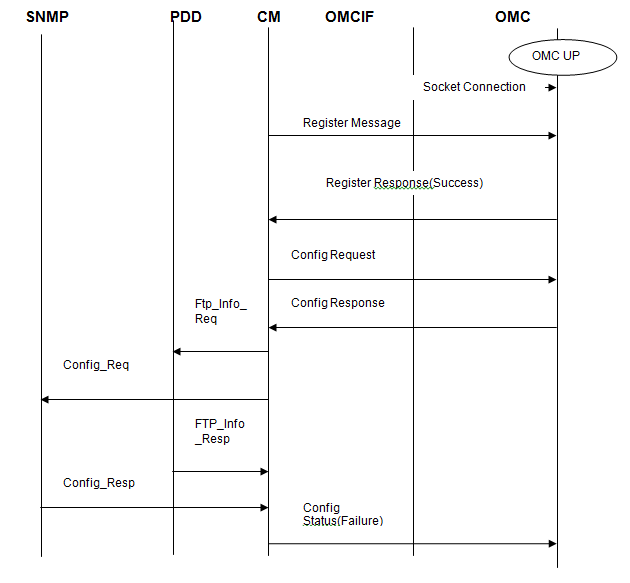 SNMP PDD CM OMCIF OMC
OMC UP
Socket Connection
Register Message
Register Response(Success)
Config Request
Config Response
Ftp_Info_
Req
Config_Req
FTP_Info
_Resp
Config_Resp
Config
Status(Failure)